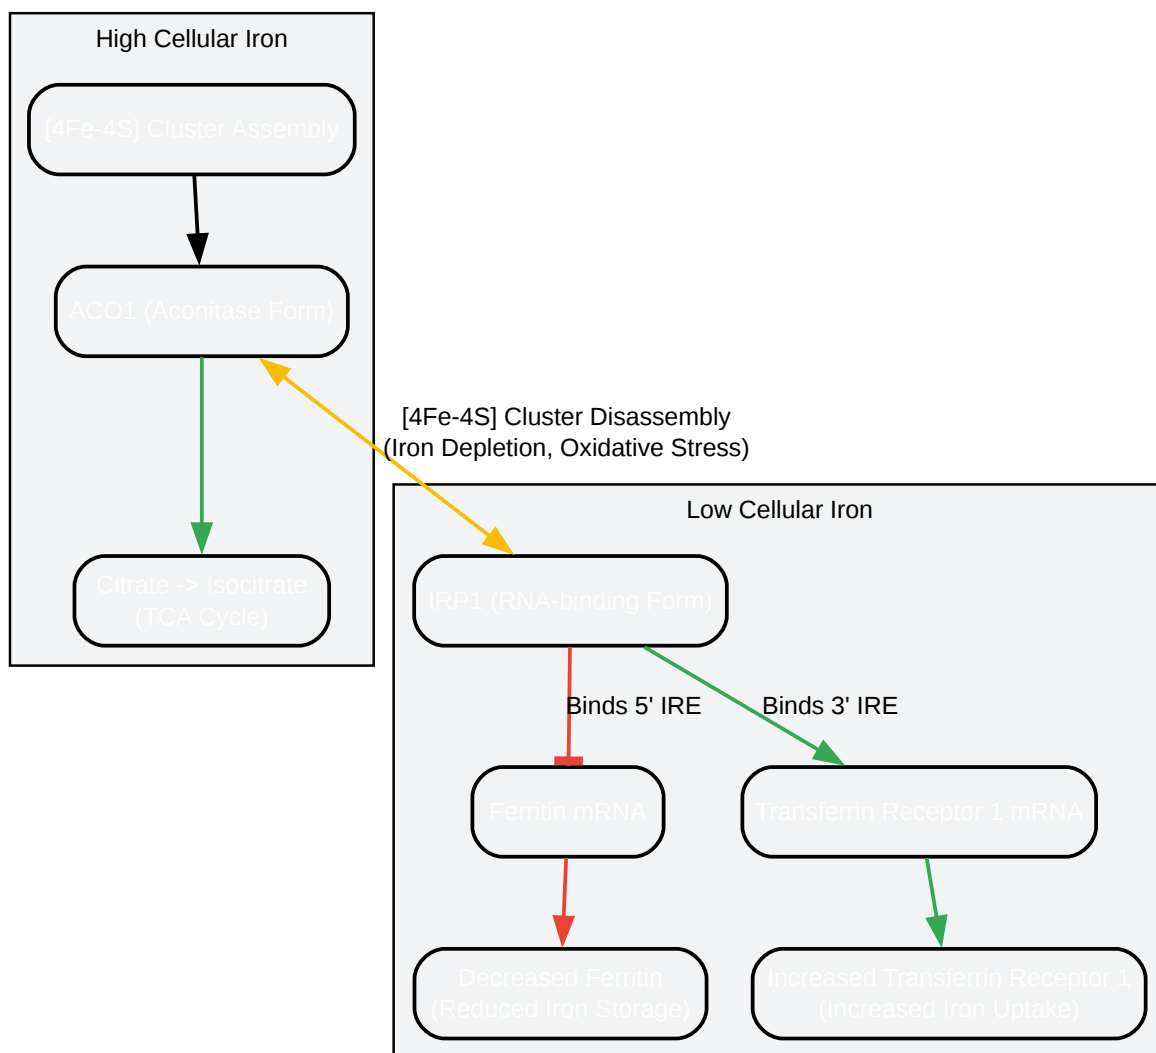 High Cellular Iron
[4Fe-4S] Cluster Assembly
ACO1 (Aconitase Form)
[4Fe-4S] Cluster Disassembly
(Iron Depletion, Oxidative Stress)
Low Cellular Iron
Citrate -> Isocitrate
(TCA Cycle)
IRP1 (RNA-binding Form)
Binds 5' IRE
Binds 3' IRE
Ferritin mRNA
Transferrin Receptor 1 mRNA
Decreased Ferritin
(Reduced Iron Storage)
Increased Transferrin Receptor 1
(Increased Iron Uptake)